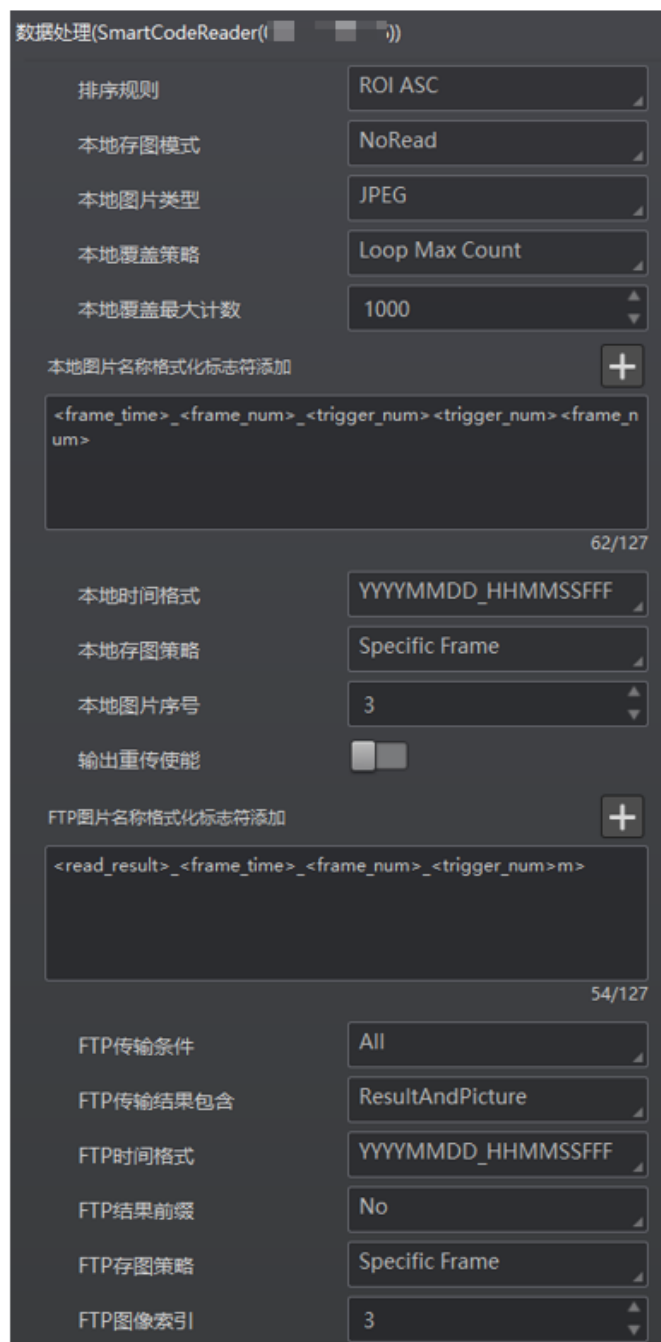 数据处理(SmartCodeReader( ))
排序规则 ROI ASC
本地存图模式 NoRead
本地图片类型 JPEG
本地覆盖策略 Loop Max Count
本地覆盖最大计数 1000
本地图片名称格式化标志符添加
<frame_time>_<frame_num>_<trigger_num><trigger_num><frame_n
um>
62/127
本地时间格式 YYYYMMDD_HHMMSSFFF
本地存图策略 Specific Frame
本地图片序号 3
输出重传使能
FTP图片名称格式化标志符添加
<read_result>_<frame_time>_<frame_num>_<trigger_num>m>
54/127
FTP传输条件 All
FTP传输结果包含 ResultAndPicture
FTP时间格式 YYYYMMDD_HHMMSSFFF
FTP结果前缀 No
FTP存图策略 Specific Frame
FTP图像索引 3